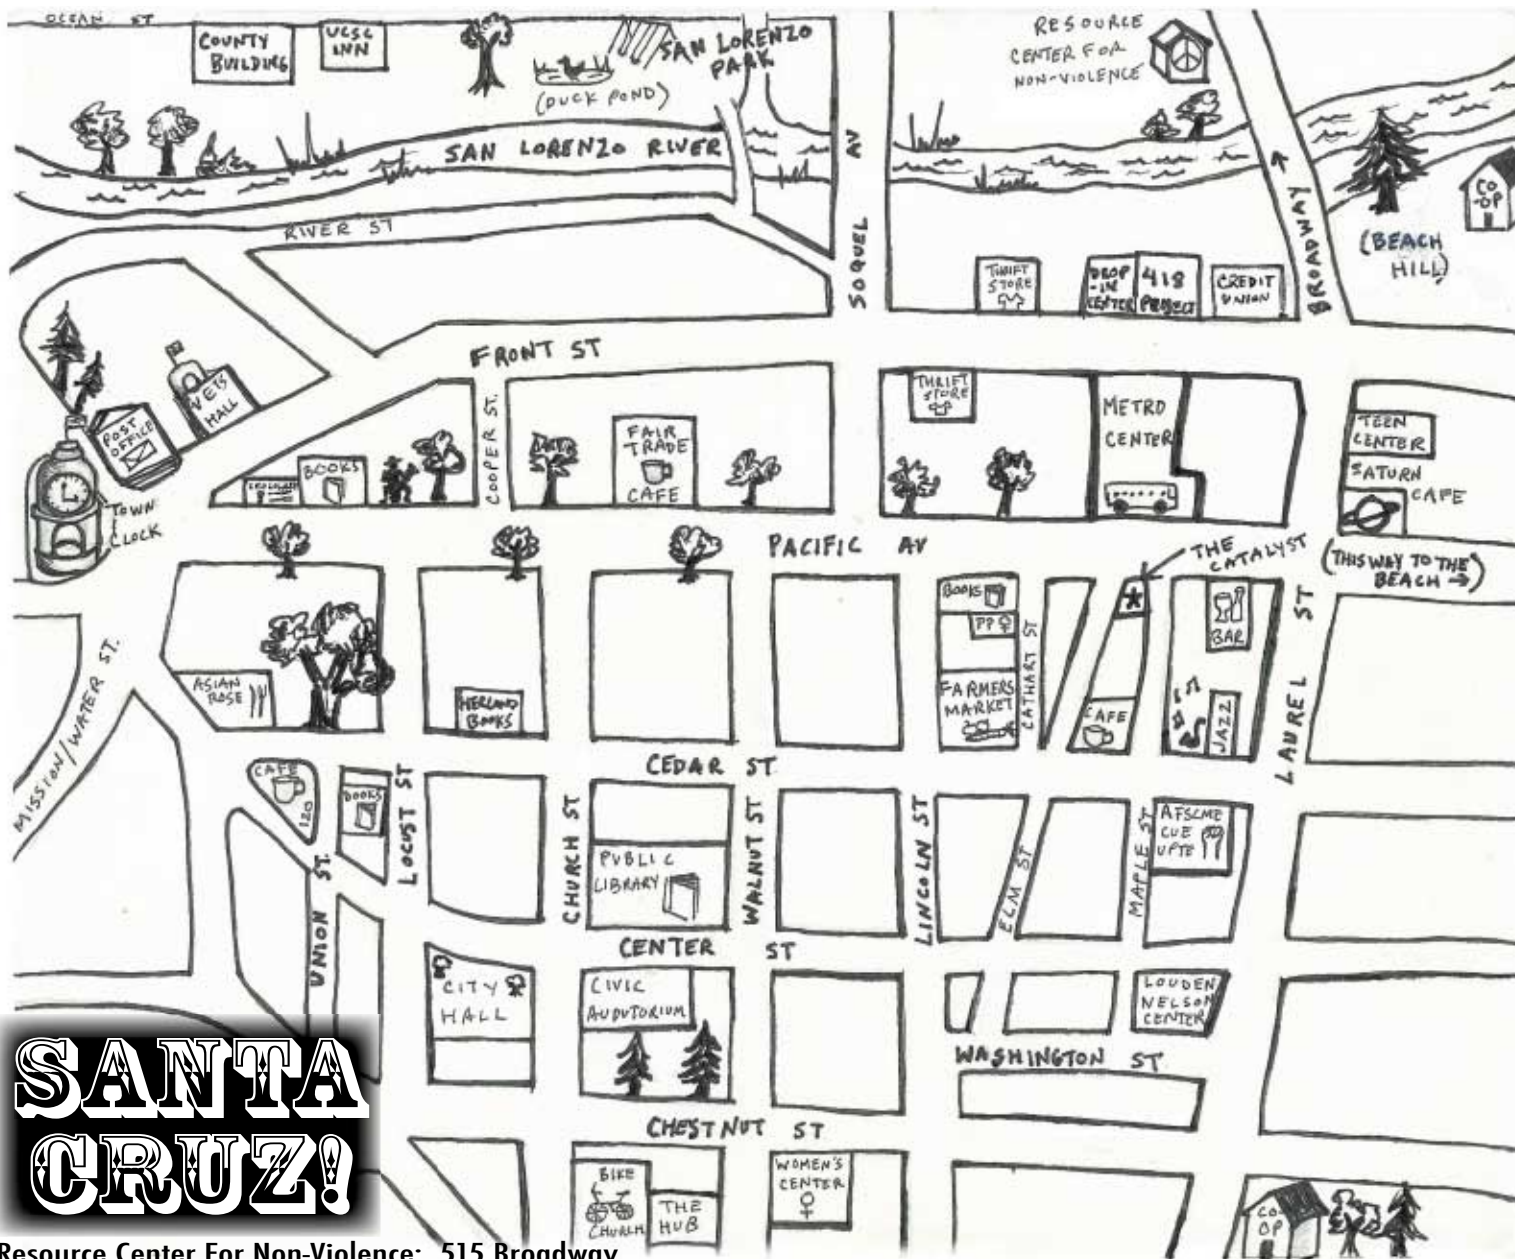 OCEAN ST
COUNTY
BUILDING
UCSC
INN
(DUCK POND)
SAN LORENZO
PARK
RESOURCE
CENTER FOR
NON-VIOLENCE
SAN LORENZO RIVER
SOQUEL AV
BROADWAY
CO
-OP
(BEACH
HILL)
RIVER ST
THRIFT
STORE
DROP
-IN
CENTER
418
PROJECT
CREDIT
UNION
FRONT ST
VETS
HALL
POST
OFFICE
TOWN
CLOCK
BOOKS
COOPER ST.
FAIR
TRADE
CAFE
THRIFT
STORE
METRO
CENTER
TEEN
CENTER
SATURN
CAFE
PACIFIC AV
THE
CATALYST
(THIS WAY TO THE
BEACH →)
MISSION/WATER ST.
ASIAN
ROSE
HERLAND
BOOKS
BOOKS
PP
FARMERS
MARKET
CATHART ST
CAFE
BAR
JAZZ
LAUREL ST
CEDAR ST
CAFE
120
BOOKS
LOCUST ST
UNION ST
CHURCH ST
PUBLIC
LIBRARY
WALNUT ST
LINCOLN ST
ELM ST
MAPLE ST
AFSCME
CUE
UPTE
CENTER ST
CITY
HALL
CIVIC
AUDUTORIUM
LOUDEN
NELSON
CENTER
WASHINGTON ST
CHESTNUT ST
SANTA
CRUZ!
BIKE
CHURCH
THE
HUB
WOMEN'S
CENTER
CO
-OP
Resource Center For Non-Violence: 515 Broadway